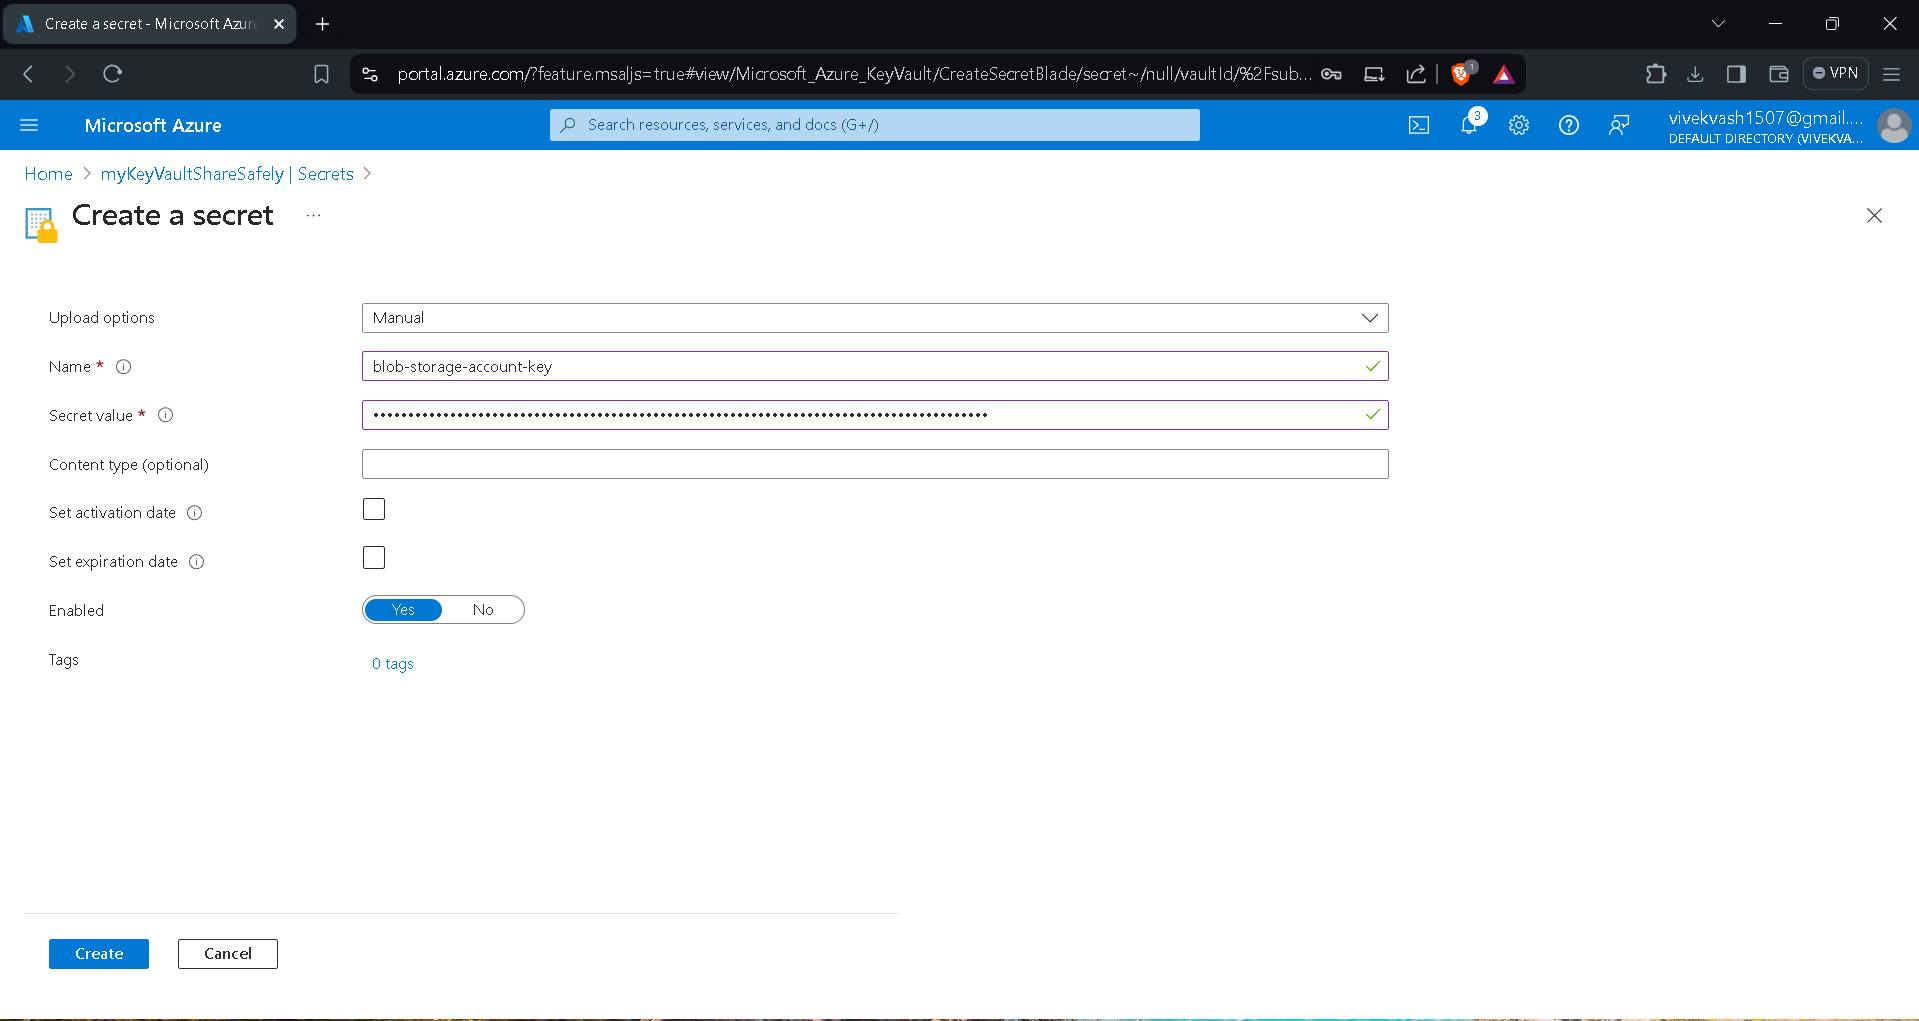 Create a secret - Microsoft Azure
portal.azure.com/?feature.msaljs=true#view/Microsoft_Azure_KeyVault/CreateSecretBlade/secret~/null/vaultId/%2Fsub...
1
VPN
Microsoft Azure
Search resources, services, and docs (G+/)
3
vivekvash1507@gmail....
DEFAULT DIRECTORY (VIVEKVA...
Home > myKeyVaultShareSafely | Secrets >
Create a secret ...
Upload options
Manual
Name *
blob-storage-account-key
Secret value *
Content type (optional)
Set activation date
Set expiration date
Enabled
Yes No
Tags
0 tags
Create Cancel